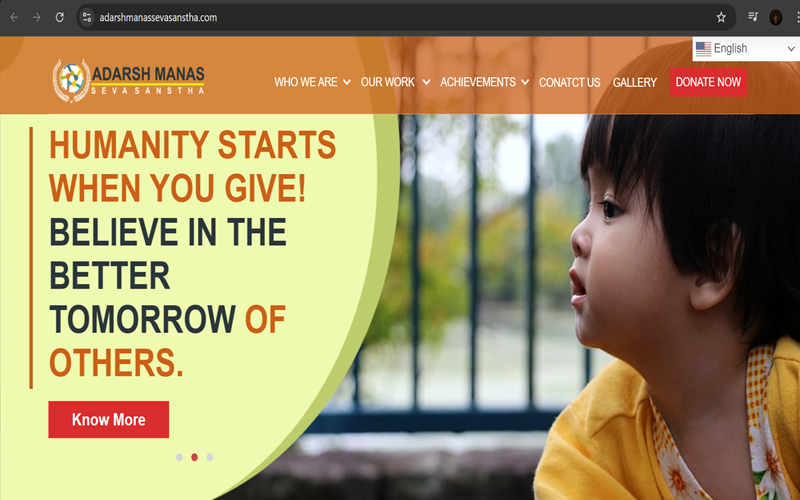 adarshmanassevasanstha.com
English
ADARSH MANAS
SEVA SANSTHA
WHO WE ARE OUR WORK ACHIEVEMENTS CONATCT US GALLERY DONATE NOW
HUMANITY STARTS
WHEN YOU GIVE!
BELIEVE IN THE
BETTER
TOMORROW OF
OTHERS.
Know More